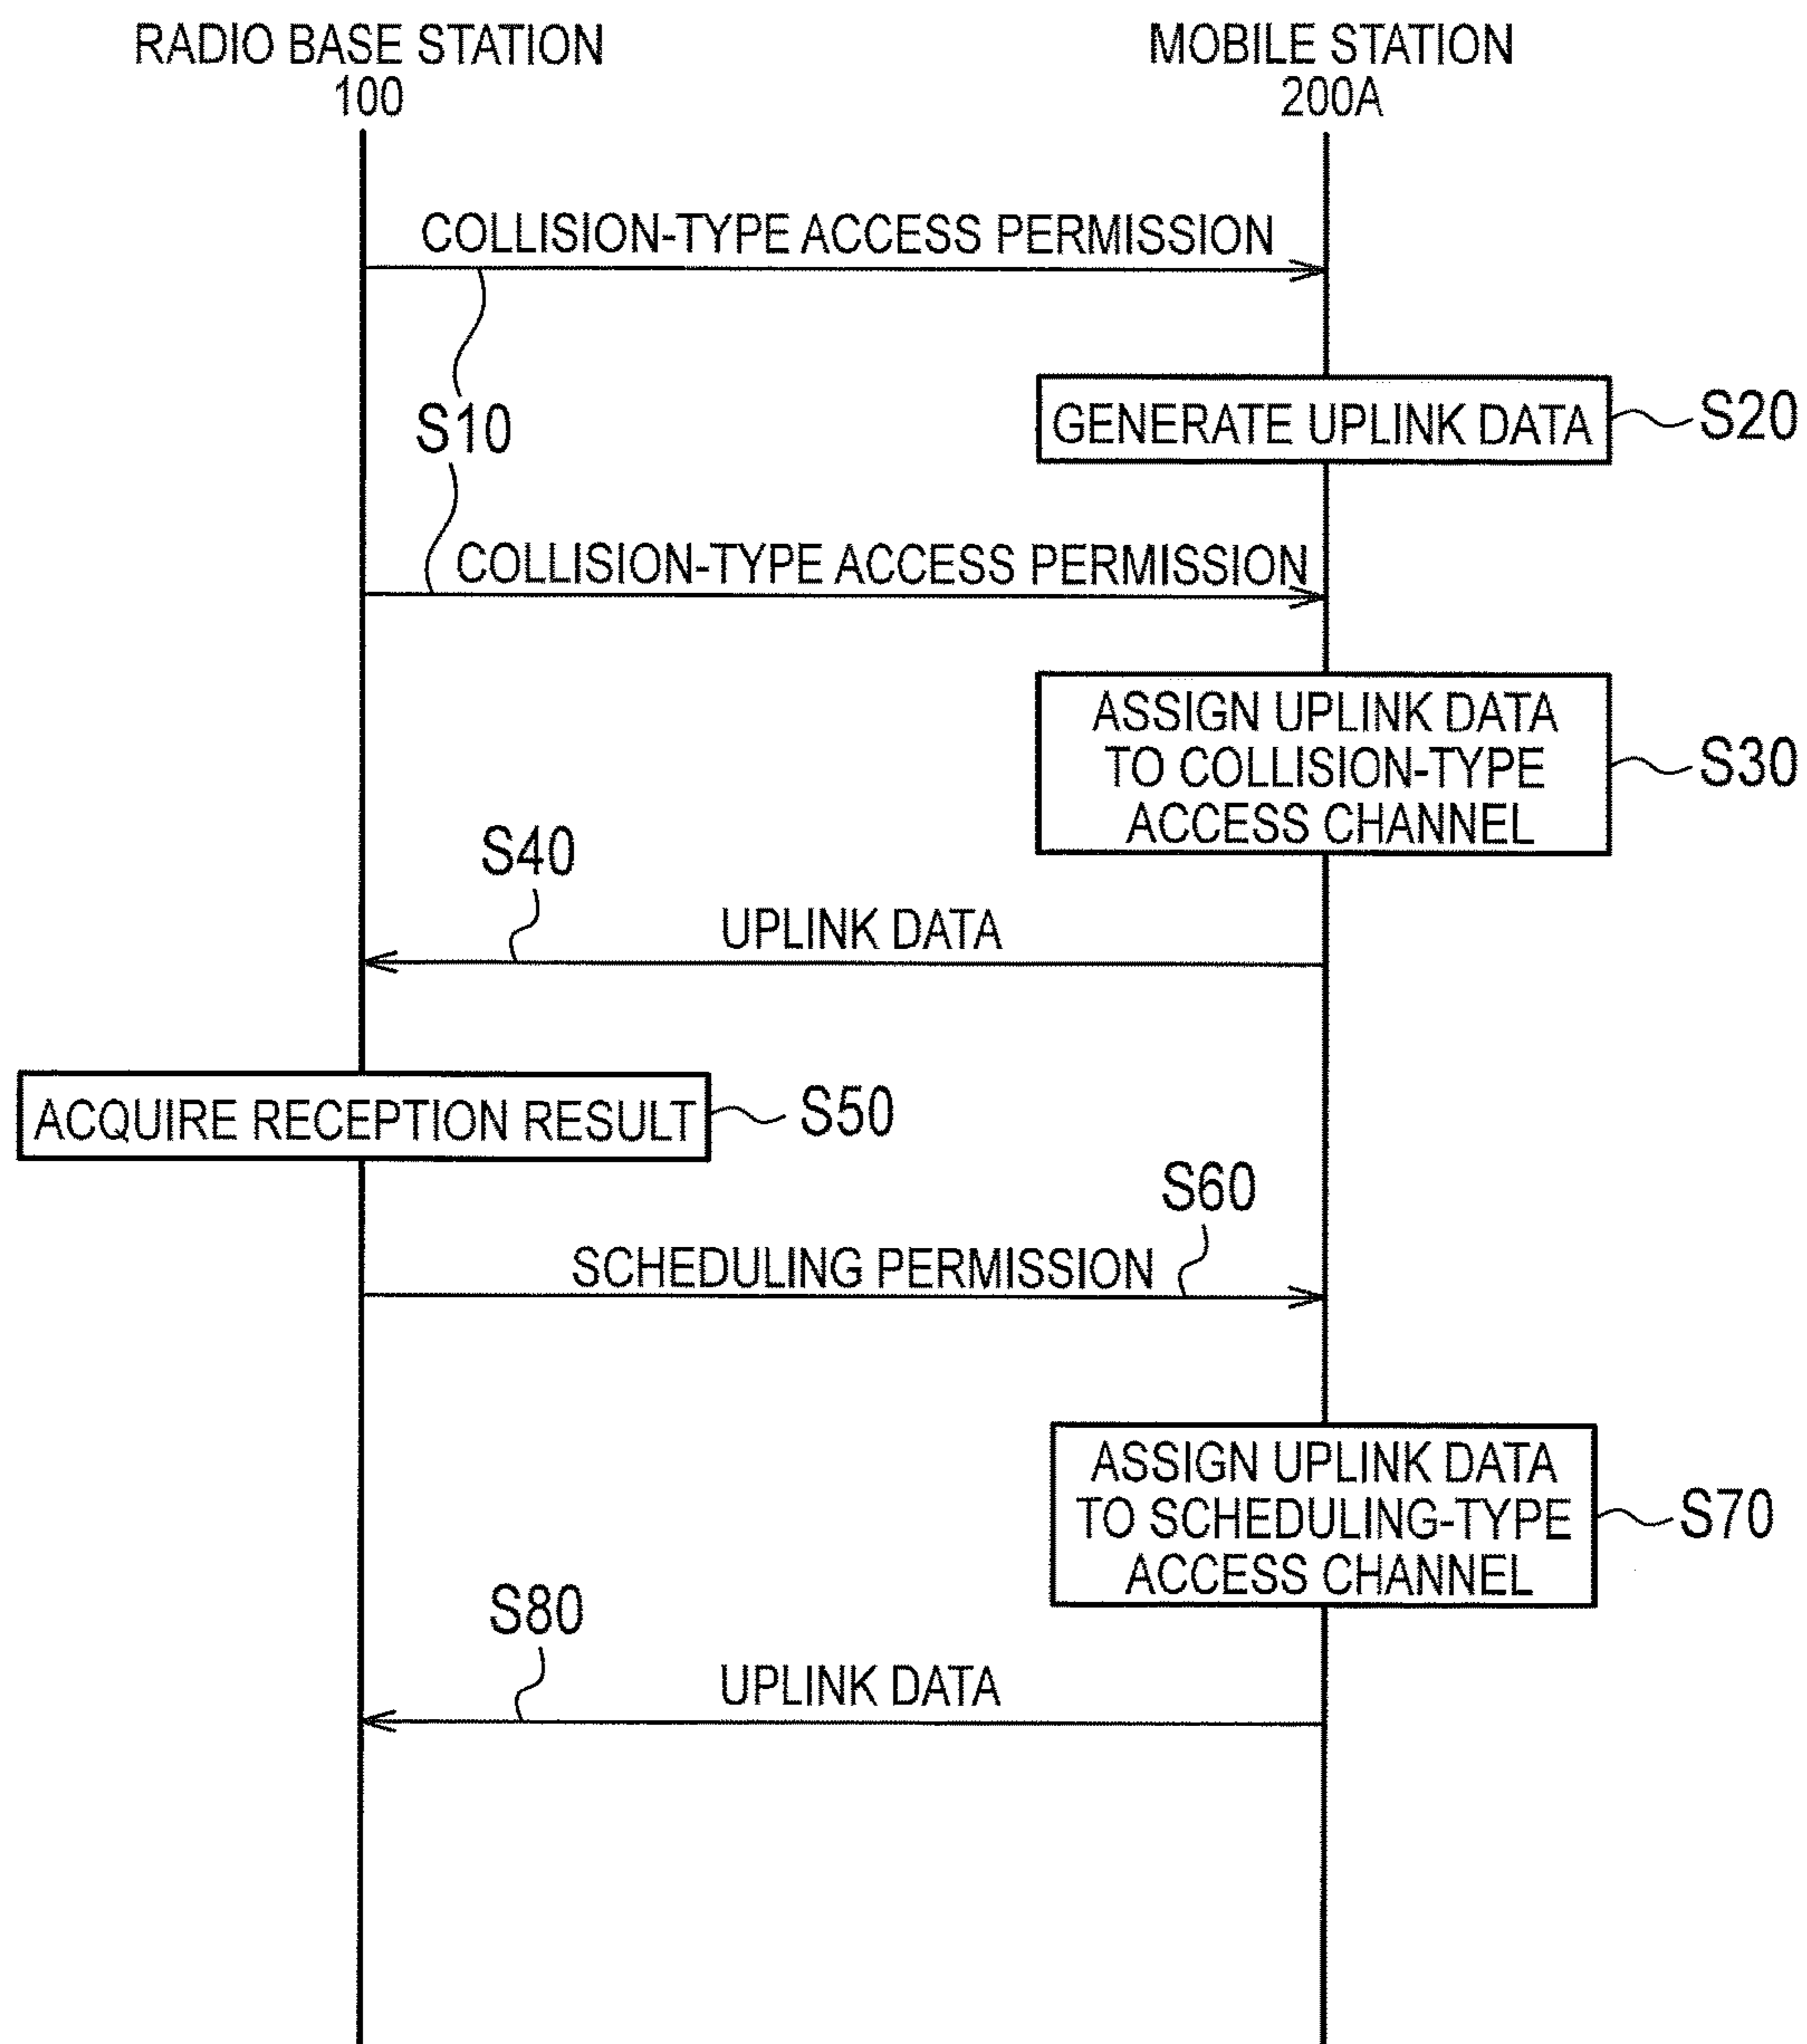 RADIO BASE STATION
100
MOBILE STATION
200A
COLLISION-TYPE ACCESS PERMISSION
S10
GENERATE UPLINK DATA
S20
COLLISION-TYPE ACCESS PERMISSION
ASSIGN UPLINK DATA
TO COLLISION-TYPE
ACCESS CHANNEL
S30
S40
UPLINK DATA
ACQUIRE RECEPTION RESULT
S50
S60
SCHEDULING PERMISSION
ASSIGN UPLINK DATA
TO SCHEDULING-TYPE
ACCESS CHANNEL
S70
S80
UPLINK DATA